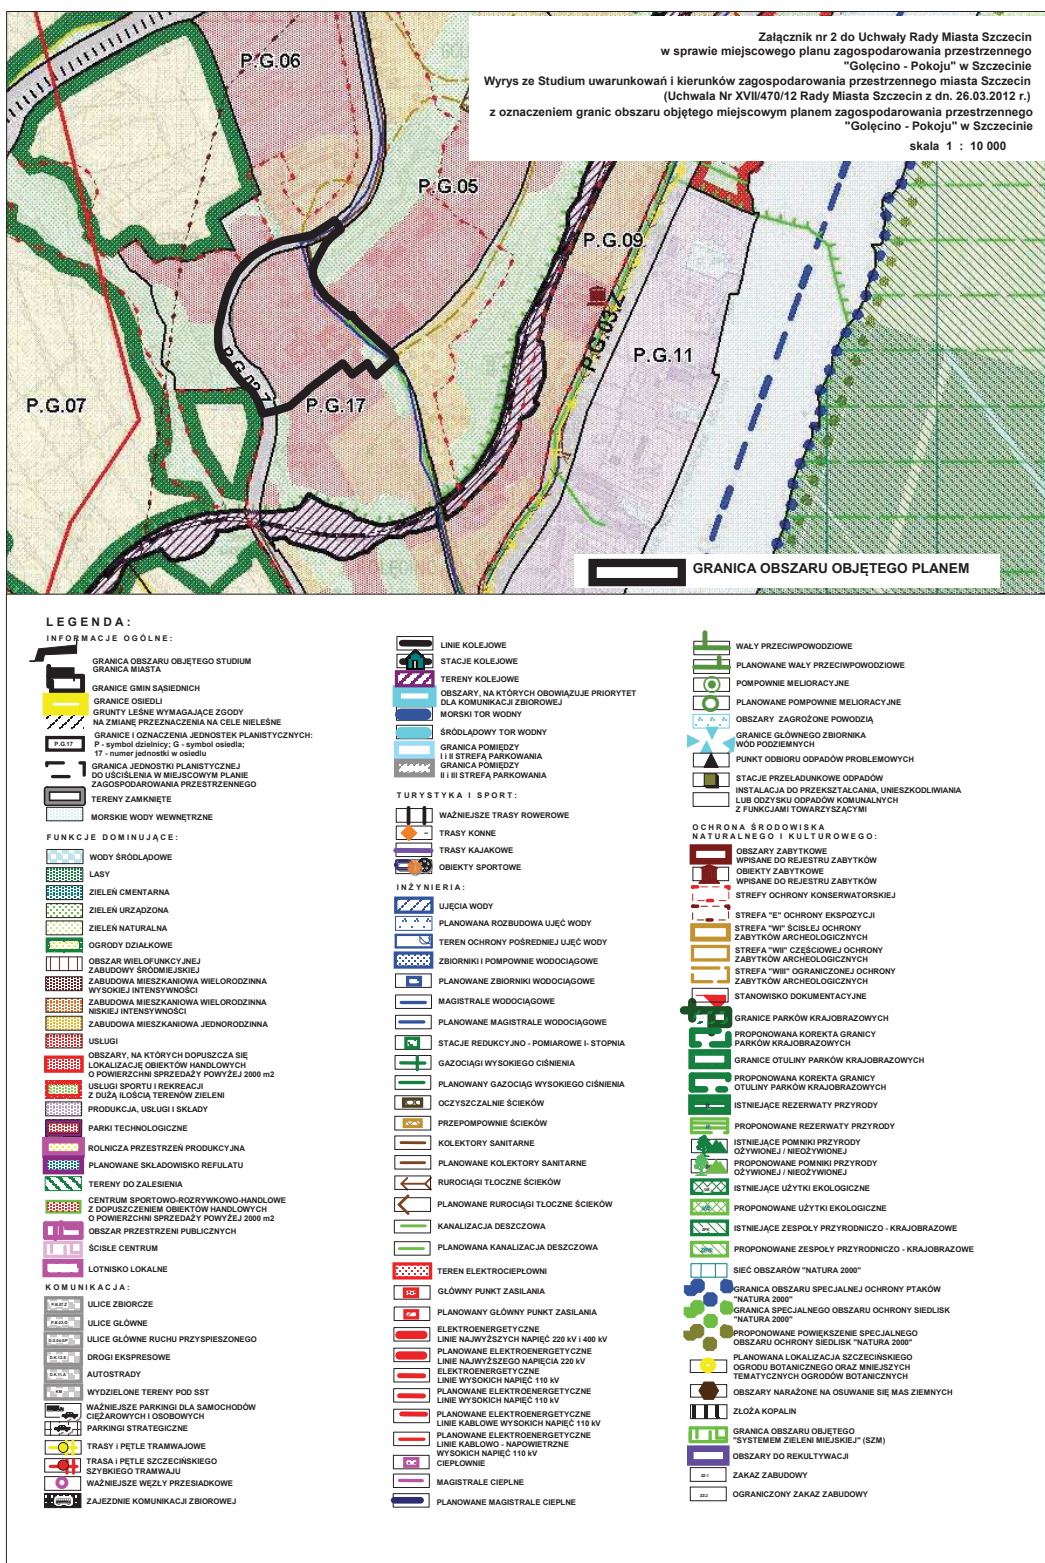 Załącznik nr 2 do Uchwały Rady Miasta Szczecin
w sprawie miejscowego planu zagospodarowania przestrzennego
"Golęcino - Pokoju" w Szczecinie
Wyrys ze Studium uwarunkowań i kierunków zagospodarowania przestrzennego miasta Szczecin
(Uchwala Nr XVII/470/12 Rady Miasta Szczecin z dn. 26.03.2012 r.)
z oznaczeniem granic obszaru objętego miejscowym planem zagospodarowania przestrzennego
"Golęcino - Pokoju" w Szczecinie
skala 1 : 10 000
P.G.06
P.G.05
P.G.09
P.G.03.Z
P.G.11
P.G.02.Z
P.G.07
P.G.17
GRANICA OBSZARU OBJĘTEGO PLANEM
LEGENDA:
INFORMACJE OGÓLNE:
GRANICA OBSZARU OBJĘTEGO STUDIUM
GRANICA MIASTA
GRANICE GMIN SĄSIEDNICH
GRANICE OSIEDLI
GRUNTY LEŚNE WYMAGAJĄCE ZGODY
NA ZMIANĘ PRZEZNACZENIA NA CELE NIELEŚNE
GRANICE I OZNACZENIA JEDNOSTEK PLANISTYCZNYCH:
P.G.17
P - symbol dzielnicy; G - symbol osiedla;
17 - numer jednostki w osiedlu
GRANICA JEDNOSTKI PLANISTYCZNEJ
DO UŚCIŚLENIA W MIEJSCOWYM PLANIE
ZAGOSPODAROWANIA PRZESTRZENNEGO
TERENY ZAMKNIĘTE
MORSKIE WODY WEWNĘTRZNE
FUNKCJE DOMINUJĄCE:
WODY ŚRÓDLĄDOWE
LASY
ZIELEŃ CMENTARNA
ZIELEŃ URZĄDZONA
ZIELEŃ NATURALNA
OGRODY DZIAŁKOWE
OBSZAR WIELOFUNKCYJNEJ
ZABUDOWY ŚRÓDMIEJSKIEJ
ZABUDOWA MIESZKANIOWA WIELORODZINNA
WYSOKIEJ INTENSYWNOŚCI
ZABUDOWA MIESZKANIOWA WIELORODZINNA
NISKIEJ INTENSYWNOŚCI
ZABUDOWA MIESZKANIOWA JEDNORODZINNA
USŁUGI
OBSZARY, NA KTÓRYCH DOPUSZCZA SIĘ
LOKALIZACJĘ OBIEKTÓW HANDLOWYCH
O POWIERZCHNI SPRZEDAŻY POWYŻEJ 2000 m2
USŁUGI SPORTU I REKREACJI
Z DUŻĄ ILOŚCIĄ TERENÓW ZIELENI
PRODUKCJA, USŁUGI I SKŁADY
PARKI TECHNOLOGICZNE
ROLNICZA PRZESTRZEŃ PRODUKCYJNA
PLANOWANE SKŁADOWISKO REFULATU
TERENY DO ZALESIENIA
CENTRUM SPORTOWO-ROZRYWKOWO-HANDLOWE
Z DOPUSZCZENIEM OBIEKTÓW HANDLOWYCH
O POWIERZCHNI SPRZEDAŻY POWYŻEJ 2000 m2
OBSZAR PRZESTRZENI PUBLICZNYCH
ŚCISŁE CENTRUM
LOTNISKO LOKALNE
KOMUNIKACJA:
ULICE ZBIORCZE
ULICE GŁÓWNE
ULICE GŁÓWNE RUCHU PRZYSPIESZONEGO
DROGI EKSPRESOWE
AUTOSTRADY
WYDZIELONE TERENY POD SST
WAŻNIEJSZE PARKINGI DLA SAMOCHODÓW
CIĘŻAROWYCH I OSOBOWYCH
PARKINGI STRATEGICZNE
TRASY I PĘTLE TRAMWAJOWE
TRASA I PĘTLE SZCZECIŃSKIEGO
SZYBKIEGO TRAMWAJU
WAŻNIEJSZE WĘZŁY PRZESIADKOWE
ZAJEZDNIE KOMUNIKACJI ZBIOROWEJ
LINIE KOLEJOWE
STACJE KOLEJOWE
TERENY KOLEJOWE
OBSZARY, NA KTÓRYCH OBOWIĄZUJE PRIORYTET
DLA KOMUNIKACJI ZBIOROWEJ
MORSKI TOR WODNY
ŚRÓDLĄDOWY TOR WODNY
GRANICA POMIĘDZY
I i II STREFĄ PARKOWANIA
GRANICA POMIĘDZY
II i III STREFĄ PARKOWANIA
TURYSTYKA I SPORT:
WAŻNIEJSZE TRASY ROWEROWE
TRASY KONNE
TRASY KAJAKOWE
OBIEKTY SPORTOWE
INŻYNIERIA:
UJĘCIA WODY
PLANOWANA ROZBUDOWA UJĘĆ WODY
TEREN OCHRONY POŚREDNIEJ UJĘĆ WODY
ZBIORNIKI I POMPOWNIE WODOCIĄGOWE
PLANOWANE ZBIORNIKI WODOCIĄGOWE
MAGISTRALE WODOCIĄGOWE
PLANOWANE MAGISTRALE WODOCIĄGOWE
STACJE REDUKCYJNO - POMIAROWE I- STOPNIA
GAZOCIĄGI WYSOKIEGO CIŚNIENIA
PLANOWANY GAZOCIĄG WYSOKIEGO CIŚNIENIA
OCZYSZCZALNIE ŚCIEKÓW
PRZEPOMPOWNIE ŚCIEKÓW
KOLEKTORY SANITARNE
PLANOWANE KOLEKTORY SANITARNE
RUROCIĄGI TŁOCZNE ŚCIEKÓW
PLANOWANE RUROCIĄGI TŁOCZNE ŚCIEKÓW
KANALIZACJA DESZCZOWA
PLANOWANA KANALIZACJA DESZCZOWA
TEREN ELEKTROCIEPŁOWNI
GŁÓWNY PUNKT ZASILANIA
PLANOWANY GŁÓWNY PUNKT ZASILANIA
ELEKTROENERGETYCZNE
LINIE NAJWYŻSZYCH NAPIĘĆ 220 kV i 400 kV
PLANOWANE ELEKTROENERGETYCZNE
LINIE NAJWYŻSZEGO NAPIĘCIA 220 kV
ELEKTROENERGETYCZNE
LINIE WYSOKICH NAPIĘĆ 110 kV
PLANOWANE ELEKTROENERGETYCZNE
LINIE WYSOKICH NAPIĘĆ 110 kV
PLANOWANE ELEKTROENERGETYCZNE
LINIE KABLOWE WYSOKICH NAPIĘĆ 110 kV
PLANOWANE ELEKTROENERGETYCZNE
LINIE KABLOWO - NAPOWIETRZNE
WYSOKICH NAPIĘĆ 110 kV
CIEPŁOWNIE
MAGISTRALE CIEPLNE
PLANOWANE MAGISTRALE CIEPLNE
WAŁY PRZECIWPOWODZIOWE
PLANOWANE WAŁY PRZECIWPOWODZIOWE
POMPOWNIE MELIORACYJNE
PLANOWANE POMPOWNIE MELIORACYJNE
OBSZARY ZAGROŻONE POWODZIĄ
GRANICE GŁÓWNEGO ZBIORNIKA
WÓD PODZIEMNYCH
PUNKT ODBIORU ODPADÓW PROBLEMOWYCH
STACJE PRZEŁADUNKOWE ODPADÓW
INSTALACJA DO PRZEKSZTAŁCANIA, UNIESZKODLIWIANIA
LUB ODZYSKU ODPADÓW KOMUNALNYCH
Z FUNKCJAMI TOWARZYSZĄCYMI
OCHRONA ŚRODOWISKA
NATURALNEGO I KULTUROWEGO:
OBSZARY ZABYTKOWE
WPISANE DO REJESTRU ZABYTKÓW
OBIEKTY ZABYTKOWE
WPISANE DO REJESTRU ZABYTKÓW
STREFY OCHRONY KONSERWATORSKIEJ
STREFA "E" OCHRONY EKSPOZYCJI
STREFA "WI" ŚCISŁEJ OCHRONY
ZABYTKÓW ARCHEOLOGICZNYCH
STREFA "WII" CZĘŚCIOWEJ OCHRONY
ZABYTKÓW ARCHEOLOGICZNYCH
STREFA "WIII" OGRANICZONEJ OCHRONY
ZABYTKÓW ARCHEOLOGICZNYCH
STANOWISKO DOKUMENTACYJNE
GRANICE PARKÓW KRAJOBRAZOWYCH
PROPONOWANA KOREKTA GRANICY
PARKÓW KRAJOBRAZOWYCH
GRANICE OTULINY PARKÓW KRAJOBRAZOWYCH
PROPONOWANA KOREKTA GRANICY
OTULINY PARKÓW KRAJOBRAZOWYCH
ISTNIEJĄCE REZERWATY PRZYRODY
PROPONOWANE REZERWATY PRZYRODY
ISTNIEJĄCE POMNIKI PRZYRODY
OŻYWIONEJ / NIEOŻYWIONEJ
PROPONOWANE POMNIKI PRZYRODY
OŻYWIONEJ / NIEOŻYWIONEJ
ISTNIEJĄCE UŻYTKI EKOLOGICZNE
PROPONOWANE UŻYTKI EKOLOGICZNE
ISTNIEJĄCE ZESPOŁY PRZYRODNICZO - KRAJOBRAZOWE
PROPONOWANE ZESPOŁY PRZYRODNICZO - KRAJOBRAZOWE
SIEĆ OBSZARÓW "NATURA 2000"
GRANICA OBSZARU SPECJALNEJ OCHRONY PTAKÓW
"NATURA 2000"
GRANICA SPECJALNEGO OBSZARU OCHRONY SIEDLISK
"NATURA 2000"
PROPONOWANE POWIĘKSZENIE SPECJALNEGO
OBSZARU OCHRONY SIEDLISK "NATURA 2000"
PLANOWANA LOKALIZACJA SZCZECIŃSKIEGO
OGRODU BOTANICZNEGO ORAZ MNIEJSZYCH
TEMATYCZNYCH OGRODÓW BOTANICZNYCH
OBSZARY NARAŻONE NA OSUWANIE SIĘ MAS ZIEMNYCH
ZŁOŻA KOPALIN
GRANICA OBSZARU OBJĘTEGO
"SYSTEMEM ZIELENI MIEJSKIEJ" (SZM)
OBSZARY DO REKULTYWACJI
ZAKAZ ZABUDOWY
OGRANICZONY ZAKAZ ZABUDOWY